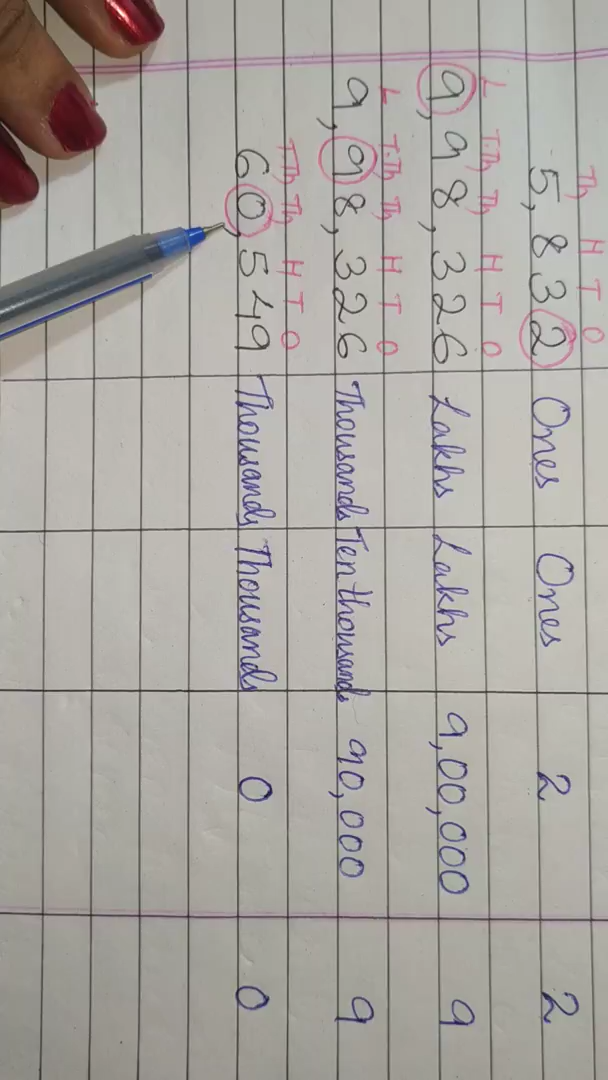 Th H T O
5,832 Ones Ones 2 2
L T.Th Th H T O
9,98,326 Lakhs Lakhs 9,00,000 9
L T.Th Th H T O
9,98,326 Thousands Ten thousands 90,000 9
T.Th Th H T O
60,549 Thousands Thousands 0 0